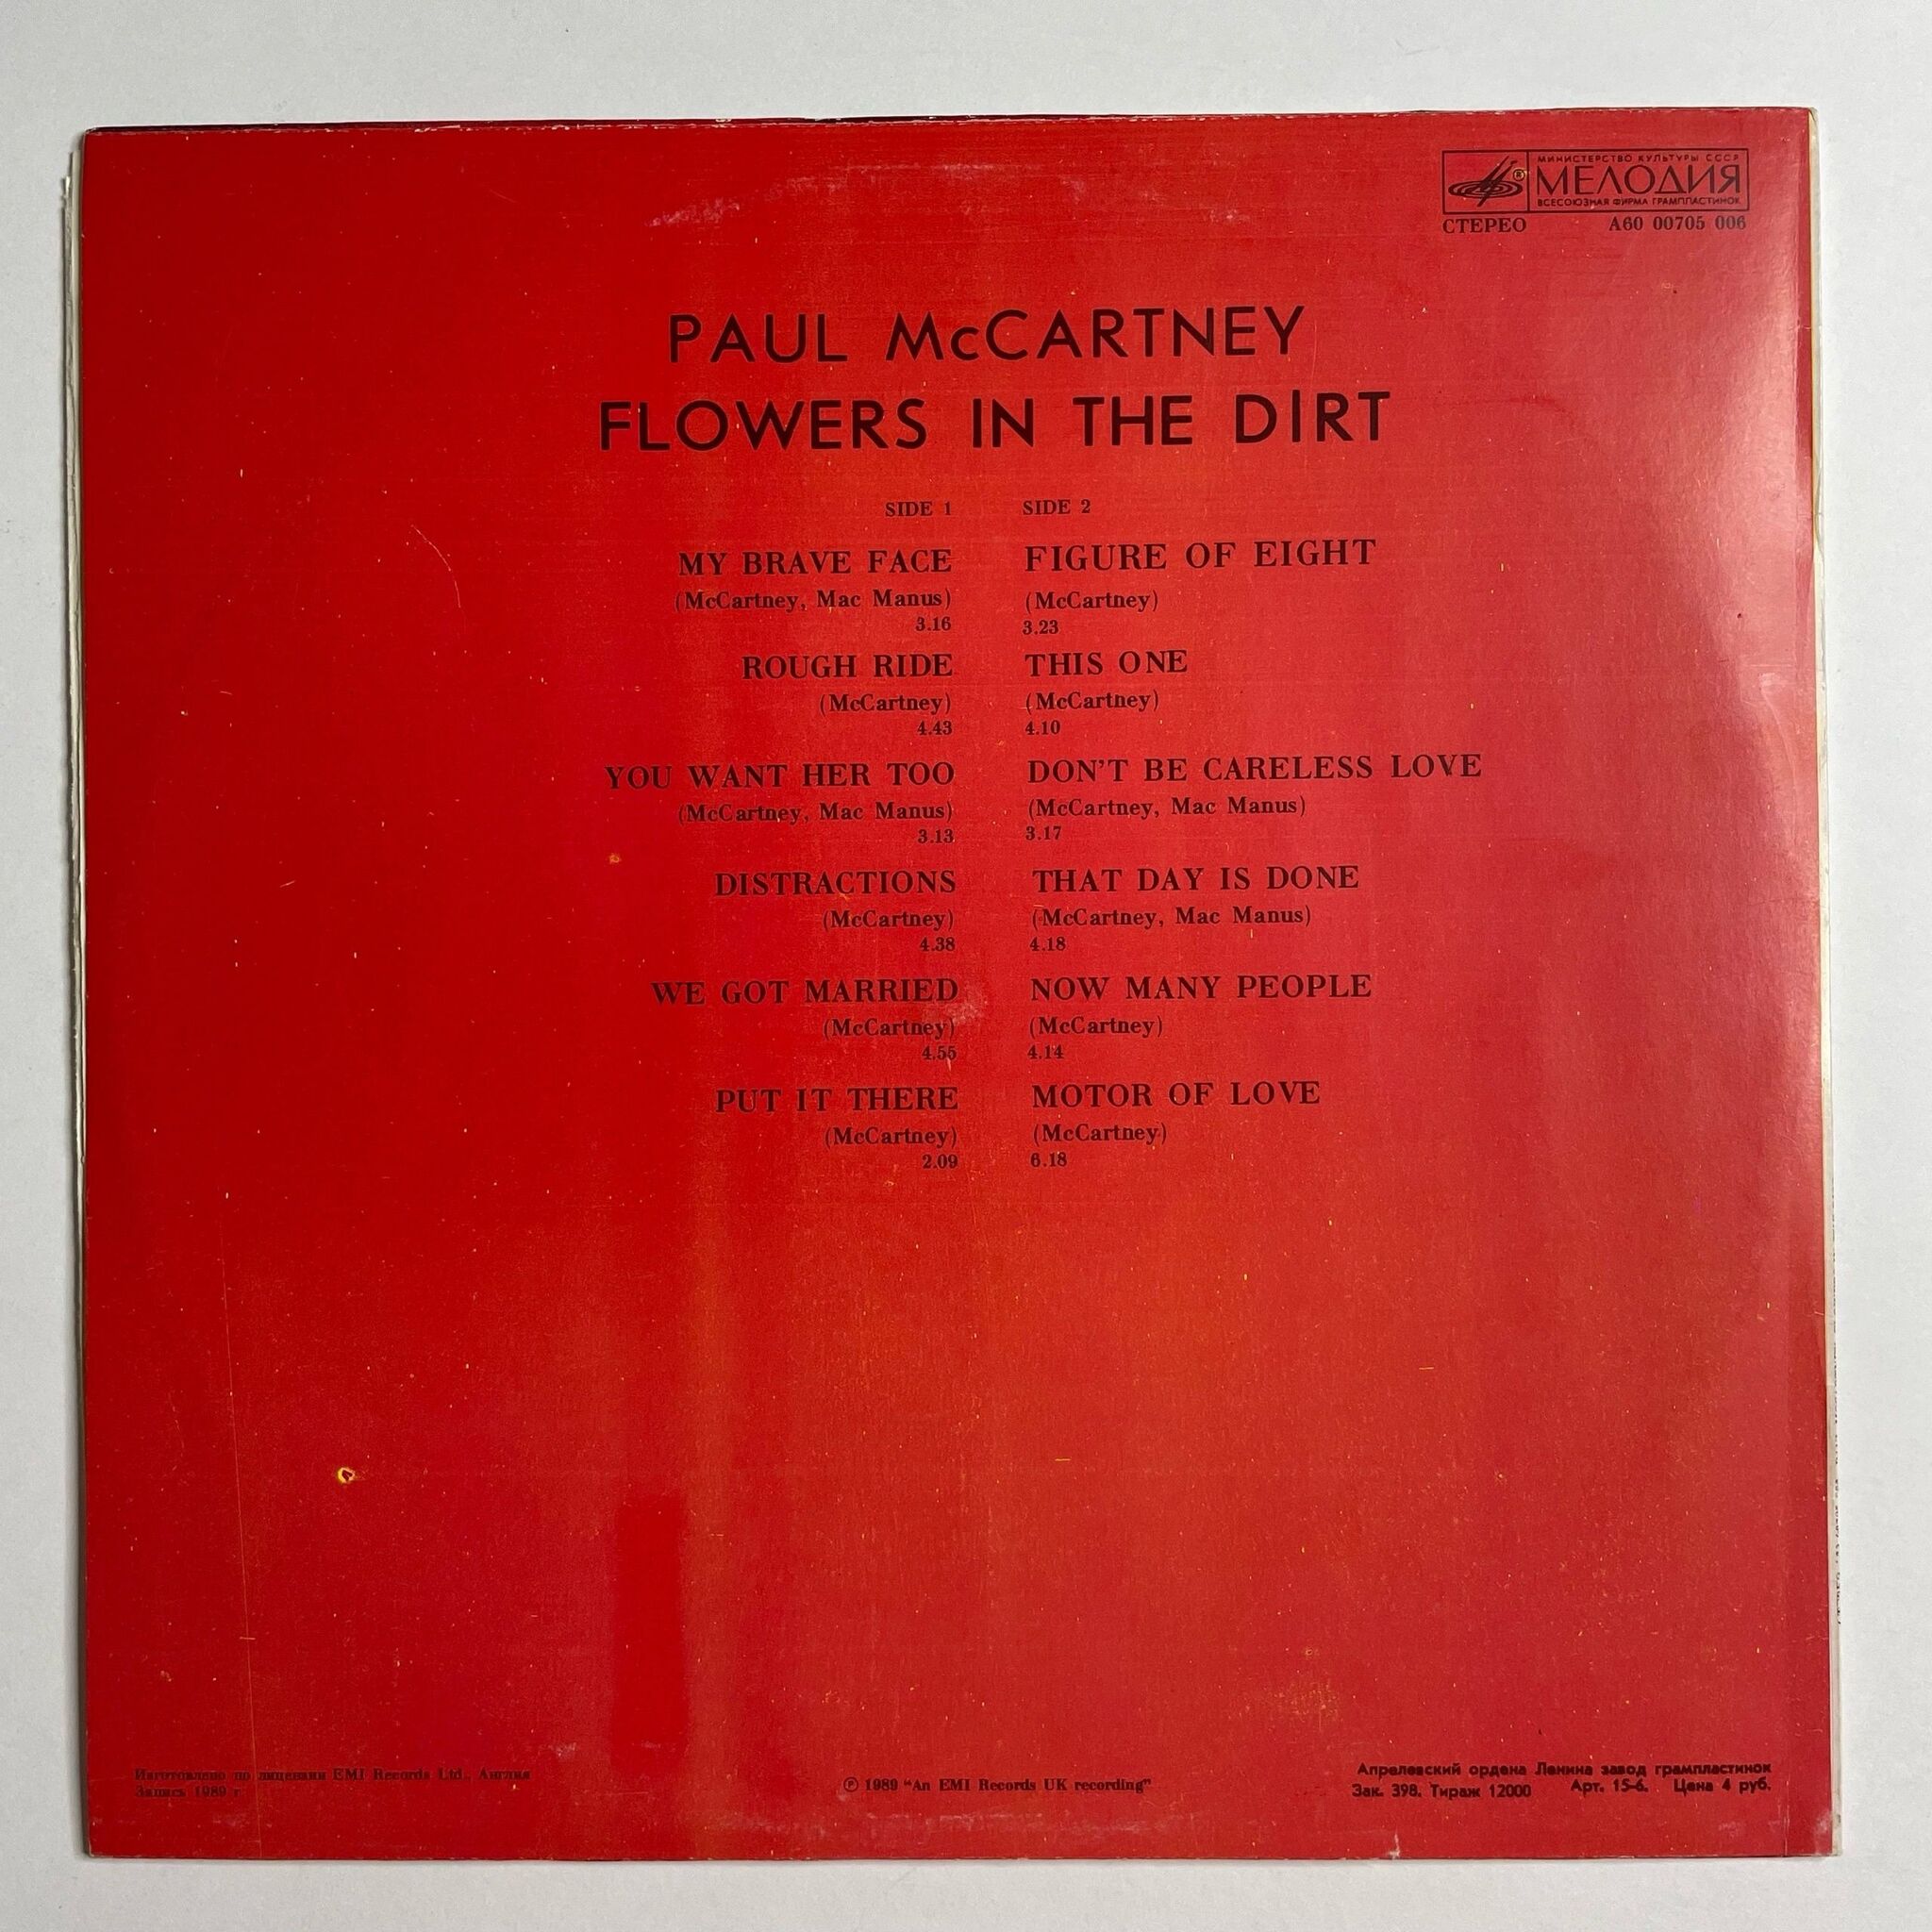 МИНИСТЕРСТВО КУЛЬТУРЫ СССР
МЕЛОДИЯ
ВСЕСОЮЗНАЯ ФИРМА ГРАМПЛАСТИНОК
СТЕРЕО А60 00705 006
PAUL McCARTNEY
FLOWERS IN THE DIRT
SIDE 1
MY BRAVE FACE
(McCartney, Mac Manus)
3.16
ROUGH RIDE
(McCartney)
4.43
YOU WANT HER TOO
(McCartney, Mac Manus)
3.13
DISTRACTIONS
(McCartney)
4.38
WE GOT MARRIED
(McCartney)
4.55
PUT IT THERE
(McCartney)
2.09
SIDE 2
FIGURE OF EIGHT
(McCartney)
3.23
THIS ONE
(McCartney)
4.10
DON'T BE CARELESS LOVE
(McCartney, Mac Manus)
3.17
THAT DAY IS DONE
(McCartney, Mac Manus)
4.18
NOW MANY PEOPLE
(McCartney)
4.14
MOTOR OF LOVE
(McCartney)
6.18
Изготовлено по лицензии EMI Records Ltd., Англия
Запись 1989 г.
℗ 1989 “An EMI Records UK recording”
Апрелевский ордена Ленина завод грампластинок
Зак. 398. Тираж 12000 Арт. 15-6. Цена 4 руб.